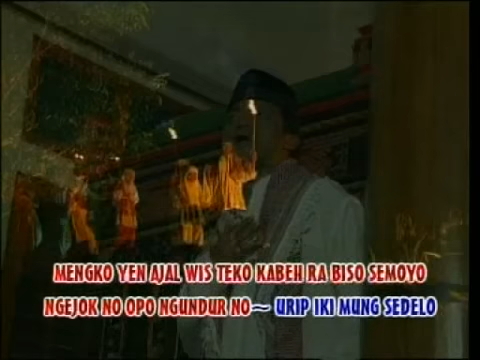 MENGKO YEN AJAL WIS TEKO KABEH RA BISO SEMOYO
NGEJOK NO OPO NGUNDUR NO~ URIP IKI MUNG SEDELO